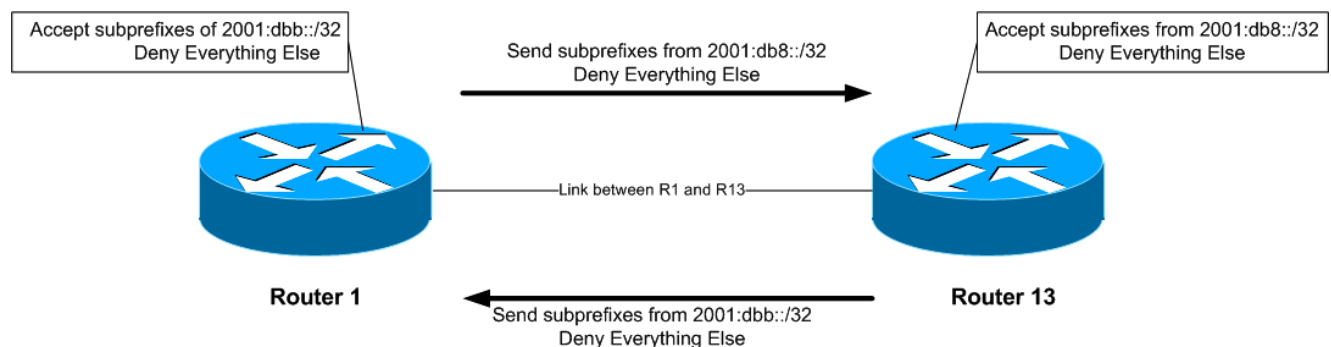 Accept subprefixes of 2001:dbb::/32
Deny Everything Else
Send subprefixes from 2001:db8::/32
Deny Everything Else
Accept subprefixes from 2001:db8::/32
Deny Everything Else
Link between R1 and R13
Router 1
Router 13
Send subprefixes from 2001:dbb::/32
Deny Everything Else